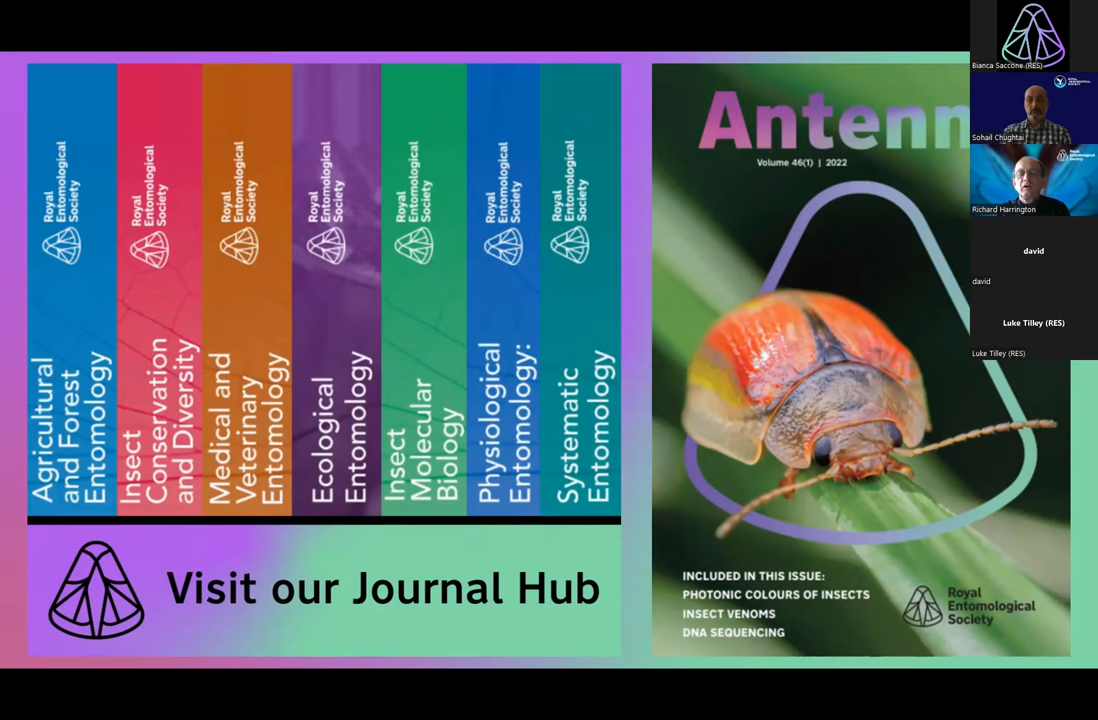 Agricultural
and Forest
Entomology
Royal
Entomological
Society
Insect
Conservation
and Diversity
Royal
Entomological
Society
Medical and
Veterinary
Entomology
Royal
Entomological
Society
Ecological
Entomology
Royal
Entomological
Society
Insect
Molecular
Biology
Royal
Entomological
Society
Physiological
Entomology:
Royal
Entomological
Society
Systematic
Entomology
Royal
Entomological
Society
Visit our Journal Hub
Antenn
Volume 46(1) | 2022
INCLUDED IN THIS ISSUE:
PHOTONIC COLOURS OF INSECTS
INSECT VENOMS
DNA SEQUENCING
Royal
Entomological
Society
Bianca Saccone (RES)
Sohail Chughtai
Richard Harrington
david
david
Luke Tilley (RES)
Luke Tilley (RES)